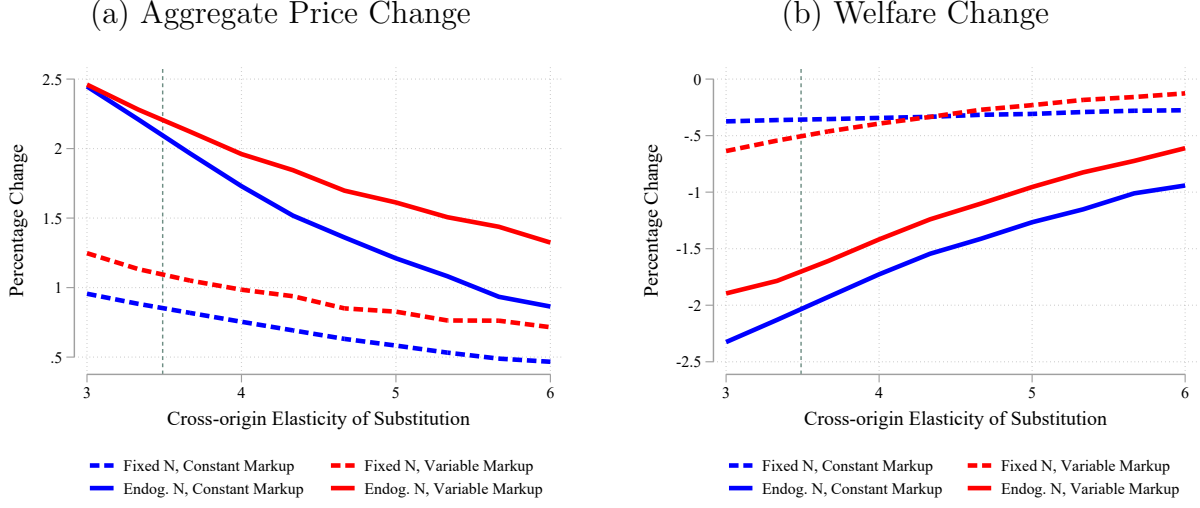 (a) Aggregate Price Change
2.5
2
1.5
1
.5
Percentage Change
3 4 5 6
Cross-origin Elasticity of Substitution
Fixed N, Constant Markup Fixed N, Variable Markup
Endog. N, Constant Markup Endog. N, Variable Markup
(b) Welfare Change
0
-.5
-1
-1.5
-2
-2.5
Percentage Change
3 4 5 6
Cross-origin Elasticity of Substitution
Fixed N, Constant Markup Fixed N, Variable Markup
Endog. N, Constant Markup Endog. N, Variable Markup